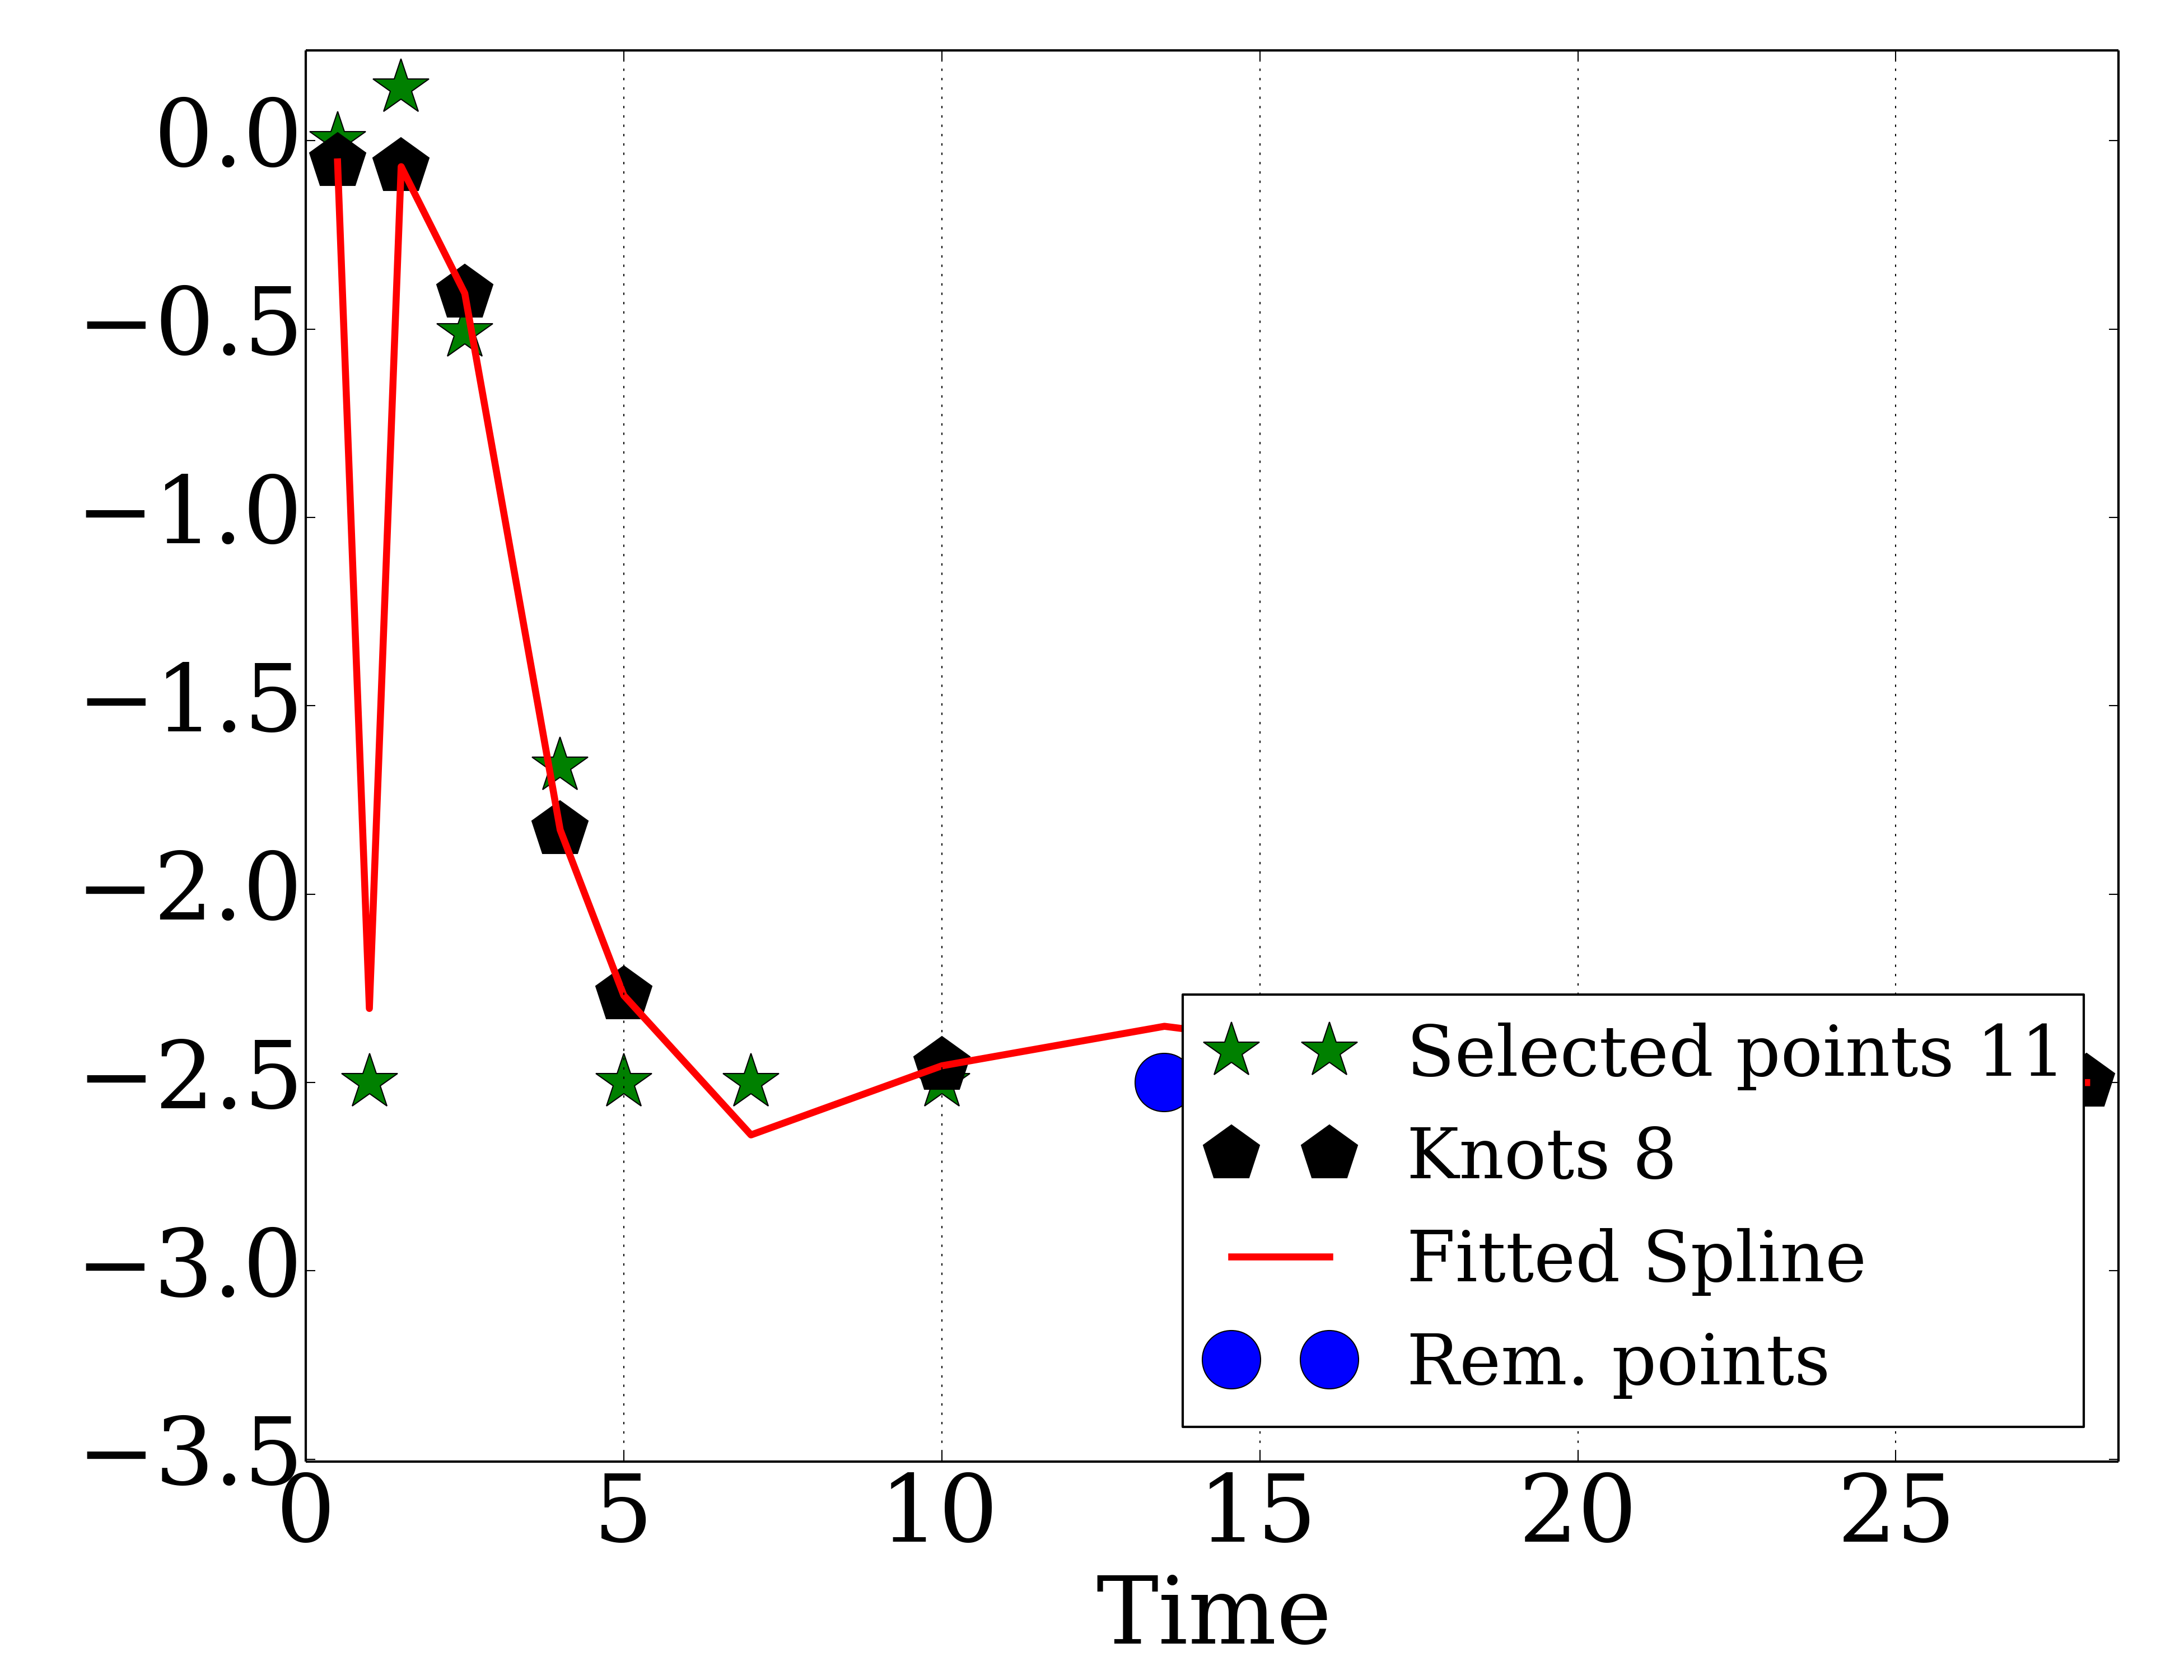 0.0
−0.5
−1.0
−1.5
−2.0
−2.5
−3.0
−3.5
Selected points 11
Knots 8
Fitted Spline
Rem. points
0 5 10 15 20 25
Time